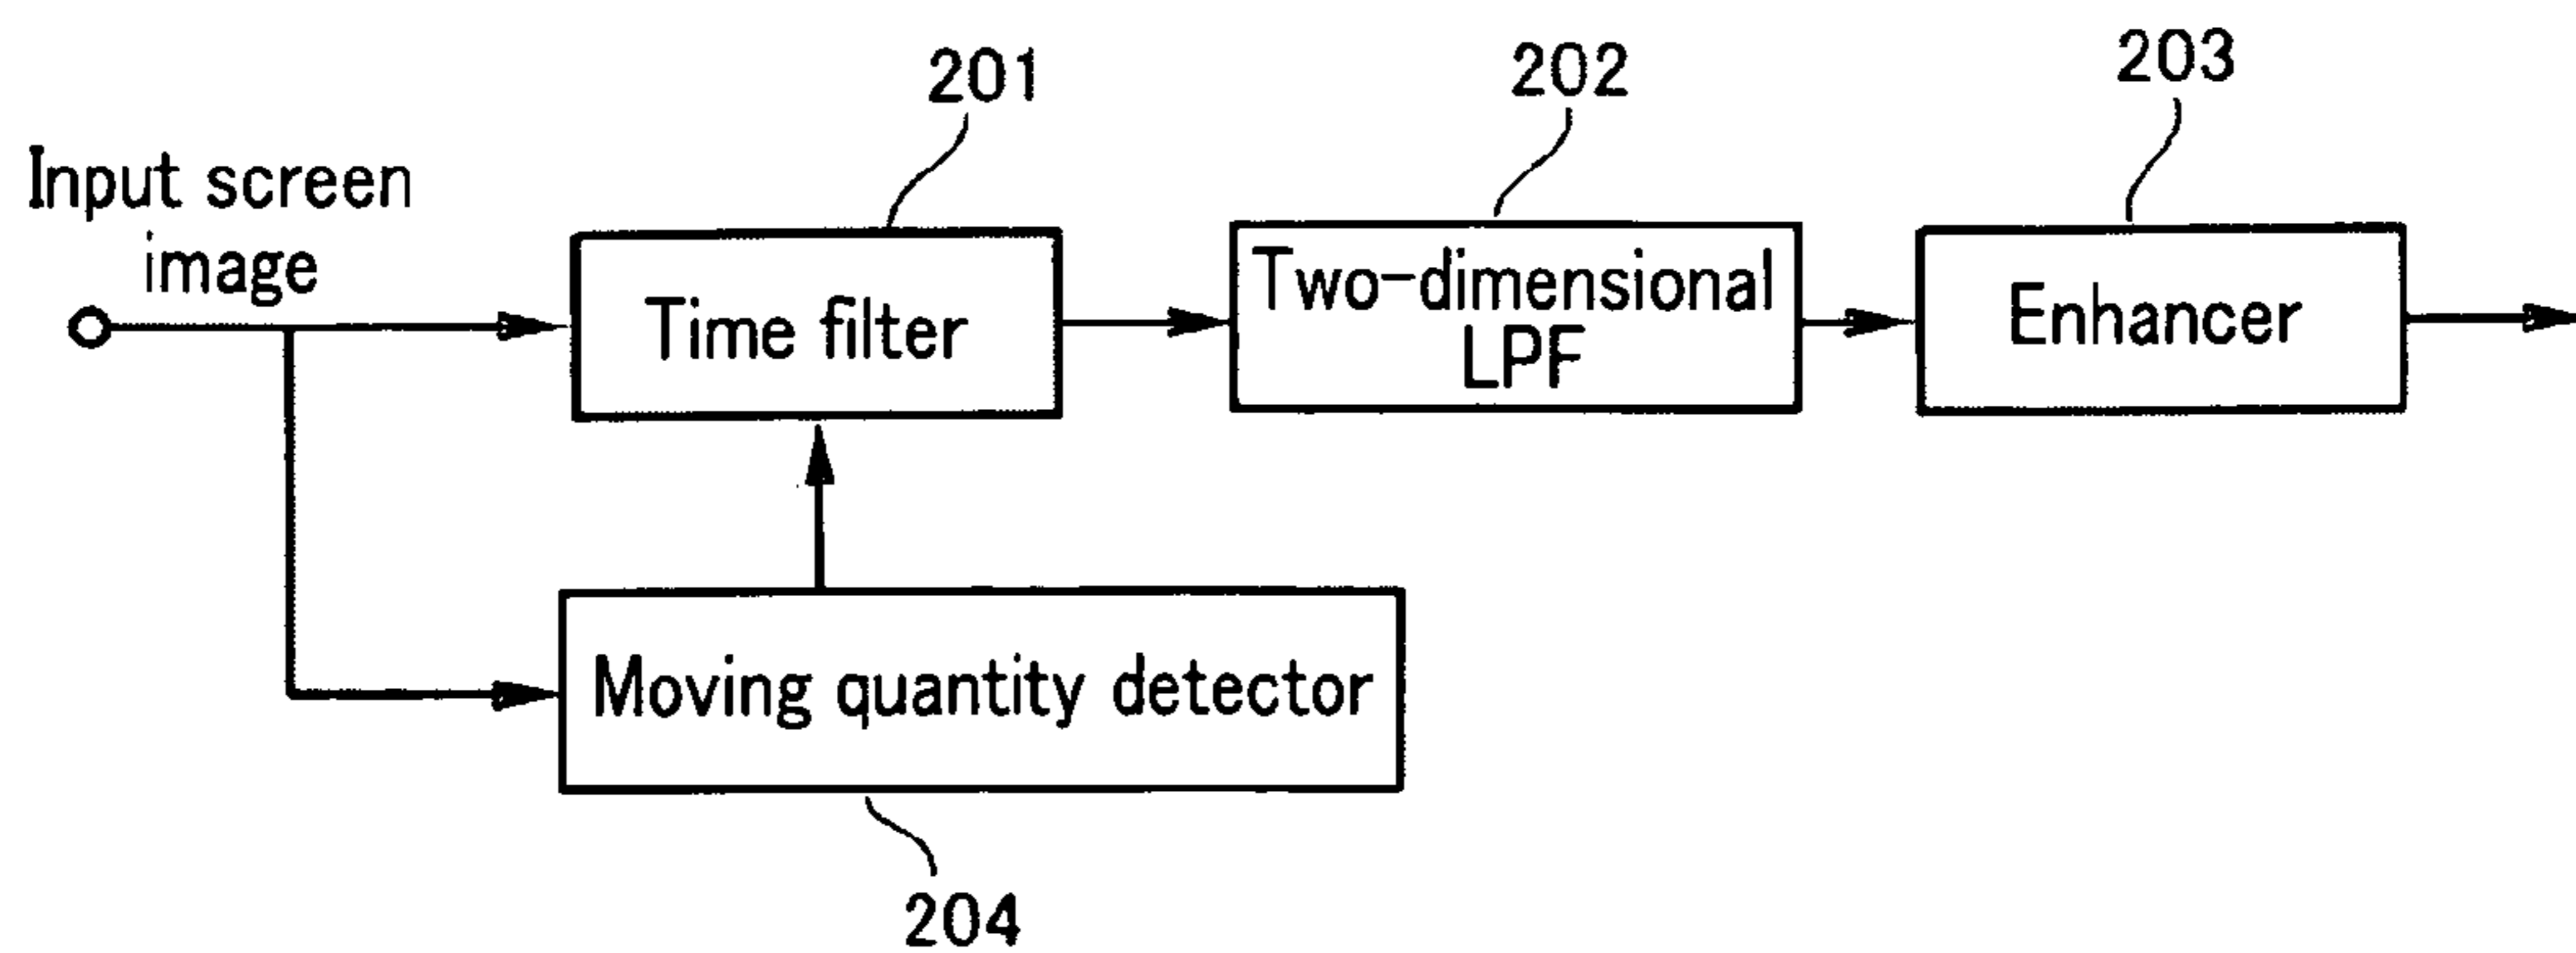 201
202
203
Input screen
image
Time filter
Two-dimensional
LPF
Enhancer
Moving quantity detector
204